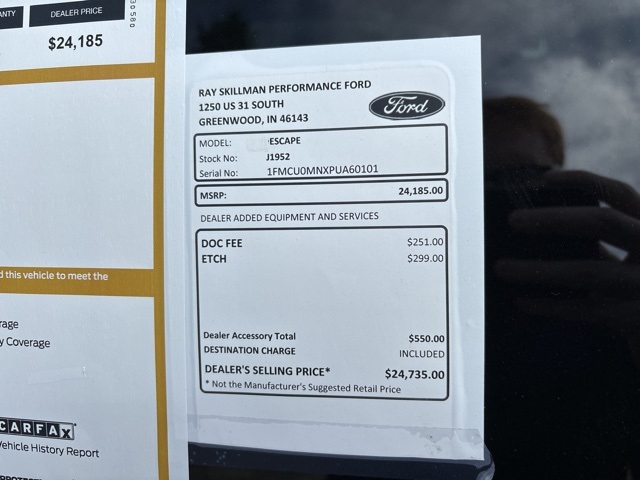 ANTY
DEALER PRICE
30580
$24,185
d this vehicle to meet the
rage
y Coverage
CARFAX
Vehicle History Report
RAY SKILLMAN PERFORMANCE FORD
1250 US 31 SOUTH
GREENWOOD, IN 46143
Ford
MODEL: ESCAPE
Stock No: J1952
Serial No: 1FMCU0MNXPUA60101
MSRP: 24,185.00
DEALER ADDED EQUIPMENT AND SERVICES
DOC FEE $251.00
ETCH $299.00
Dealer Accessory Total $550.00
DESTINATION CHARGE INCLUDED
DEALER'S SELLING PRICE* $24,735.00
* Not the Manufacturer's Suggested Retail Price